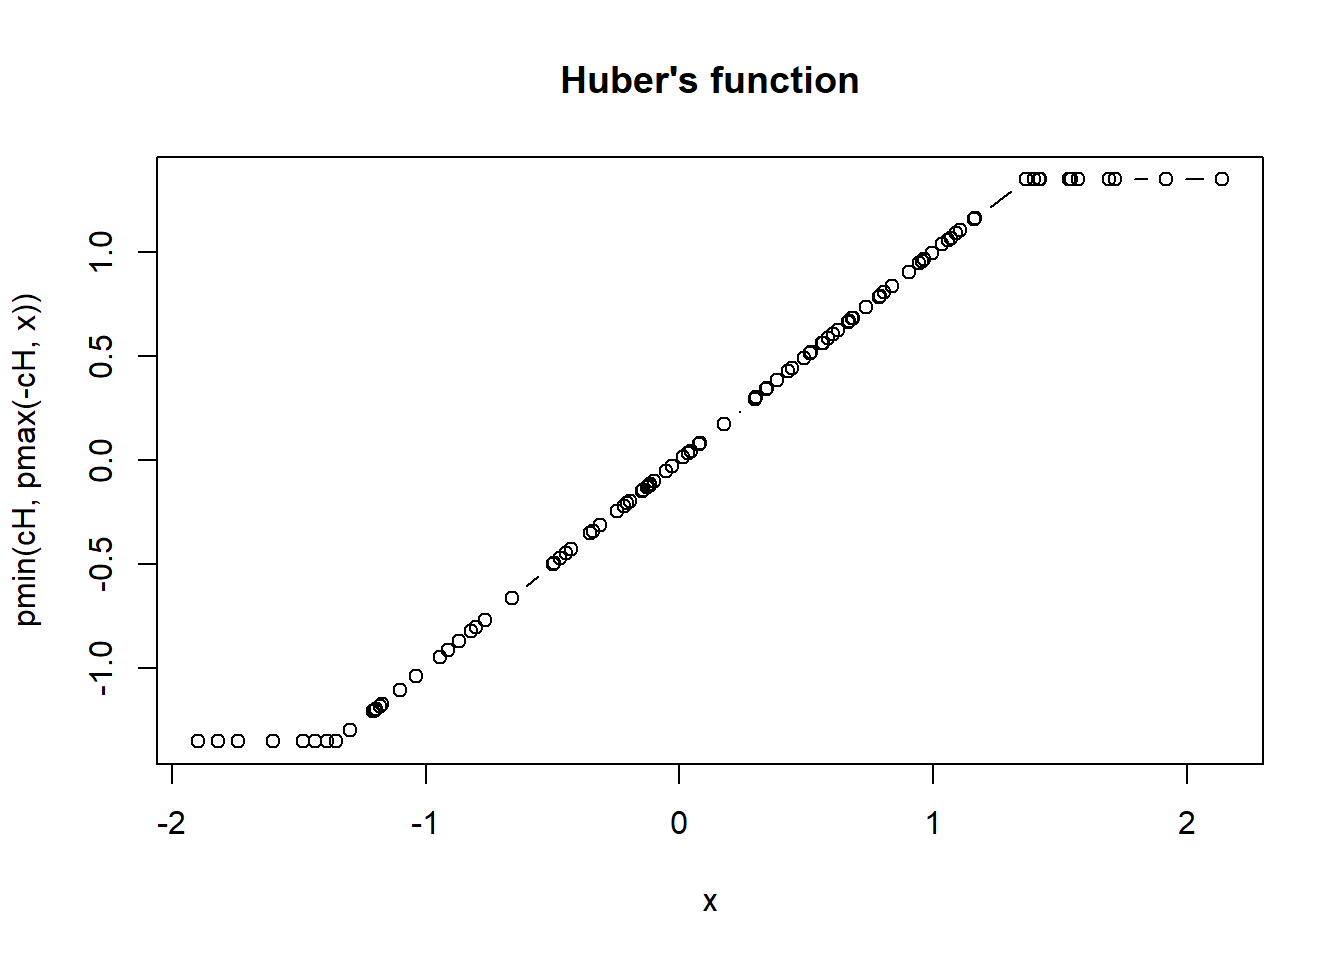 Huber's function
pmin(cH, pmax(-cH, x))
1.0
0.5
0.0
-0.5
-1.0
-2 -1 0 1 2
x